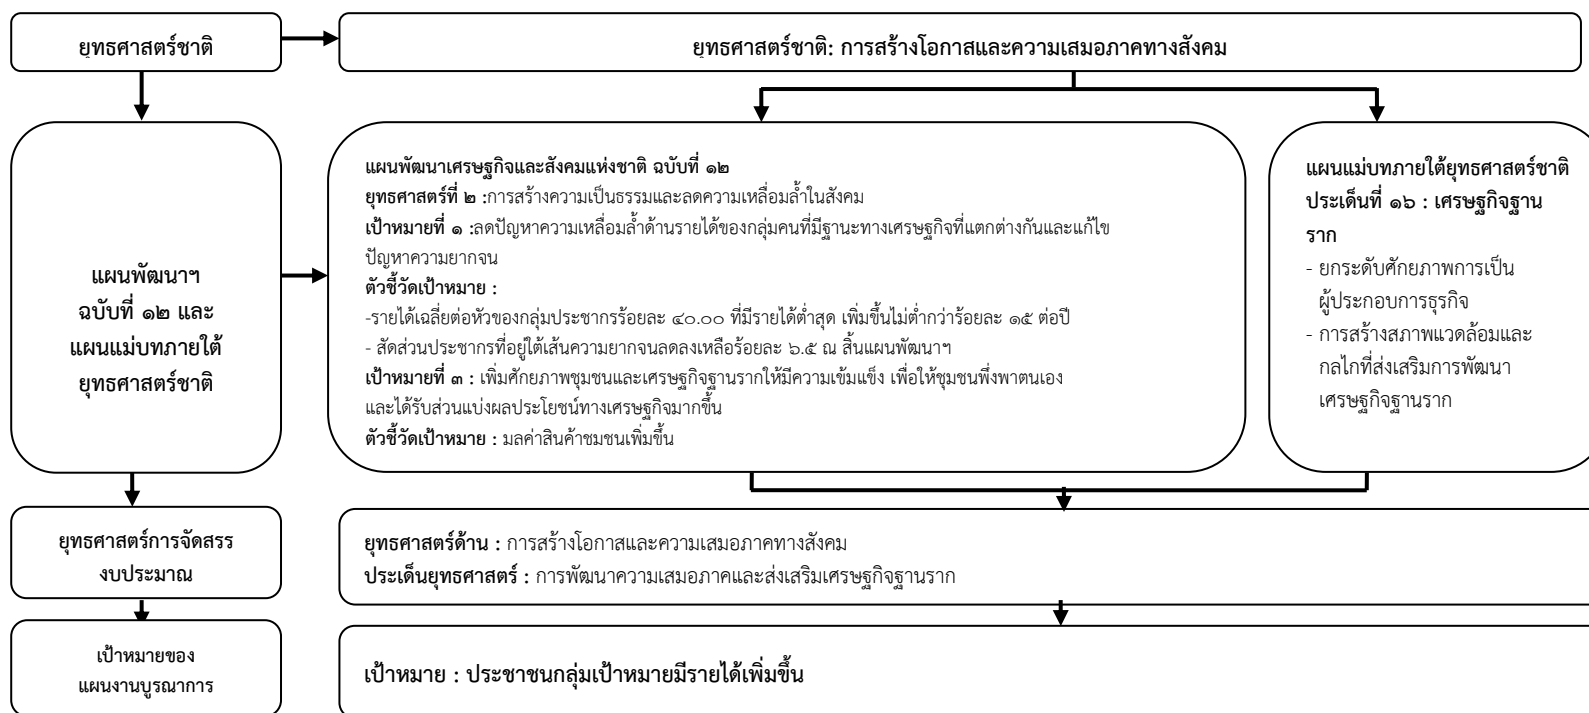 ยุทธศาสตร์ชาติ
ยุทธศาสตร์ชาติ: การสร้างโอกาสและความเสมอภาคทางสังคม
แผนพัฒนาฯ
ฉบับที่ ๑๒ และ
แผนแม่บทภายใต้
ยุทธศาสตร์ชาติ
แผนพัฒนาเศรษฐกิจและสังคมแห่งชาติ ฉบับที่ ๑๒
ยุทธศาสตร์ที่ ๒ :การสร้างความเป็นธรรมและลดความเหลื่อมล้ำในสังคม
เป้าหมายที่ ๑ :ลดปัญหาความเหลื่อมล้ำด้านรายได้ของกลุ่มคนที่มีฐานะทางเศรษฐกิจที่แตกต่างกันและแก้ไข
ปัญหาความยากจน
ตัวชี้วัดเป้าหมาย :
-รายได้เฉลี่ยต่อหัวของกลุ่มประชากรร้อยละ ๔๐.๐๐ ที่มีรายได้ต่ำสุด เพิ่มขึ้นไม่ต่ำกว่าร้อยละ ๑๕ ต่อปี
- สัดส่วนประชากรที่อยู่ใต้เส้นความยากจนลดลงเหลือร้อยละ ๖.๕ ณ สิ้นแผนพัฒนาฯ
เป้าหมายที่ ๓ : เพิ่มศักยภาพชุมชนและเศรษฐกิจฐานรากให้มีความเข้มแข็ง เพื่อให้ชุมชนพึ่งพาตนเอง
และได้รับส่วนแบ่งผลประโยชน์ทางเศรษฐกิจมากขึ้น
ตัวชี้วัดเป้าหมาย : มูลค่าสินค้าชุมชนเพิ่มขึ้น
แผนแม่บทภายใต้ยุทธศาสตร์ชาติ
ประเด็นที่ ๑๖ : เศรษฐกิจฐาน
ราก
- ยกระดับศักยภาพการเป็น
ผู้ประกอบการธุรกิจ
- การสร้างสภาพแวดล้อมและ
กลไกที่ส่งเสริมการพัฒนา
เศรษฐกิจฐานราก
ยุทธศาสตร์การจัดสรร
งบประมาณ
ยุทธศาสตร์ด้าน : การสร้างโอกาสและความเสมอภาคทางสังคม
ประเด็นยุทธศาสตร์ : การพัฒนาความเสมอภาคและส่งเสริมเศรษฐกิจฐานราก
เป้าหมายของ
แผนงานบูรณาการ
เป้าหมาย : ประชาชนกลุ่มเป้าหมายมีรายได้เพิ่มขึ้น